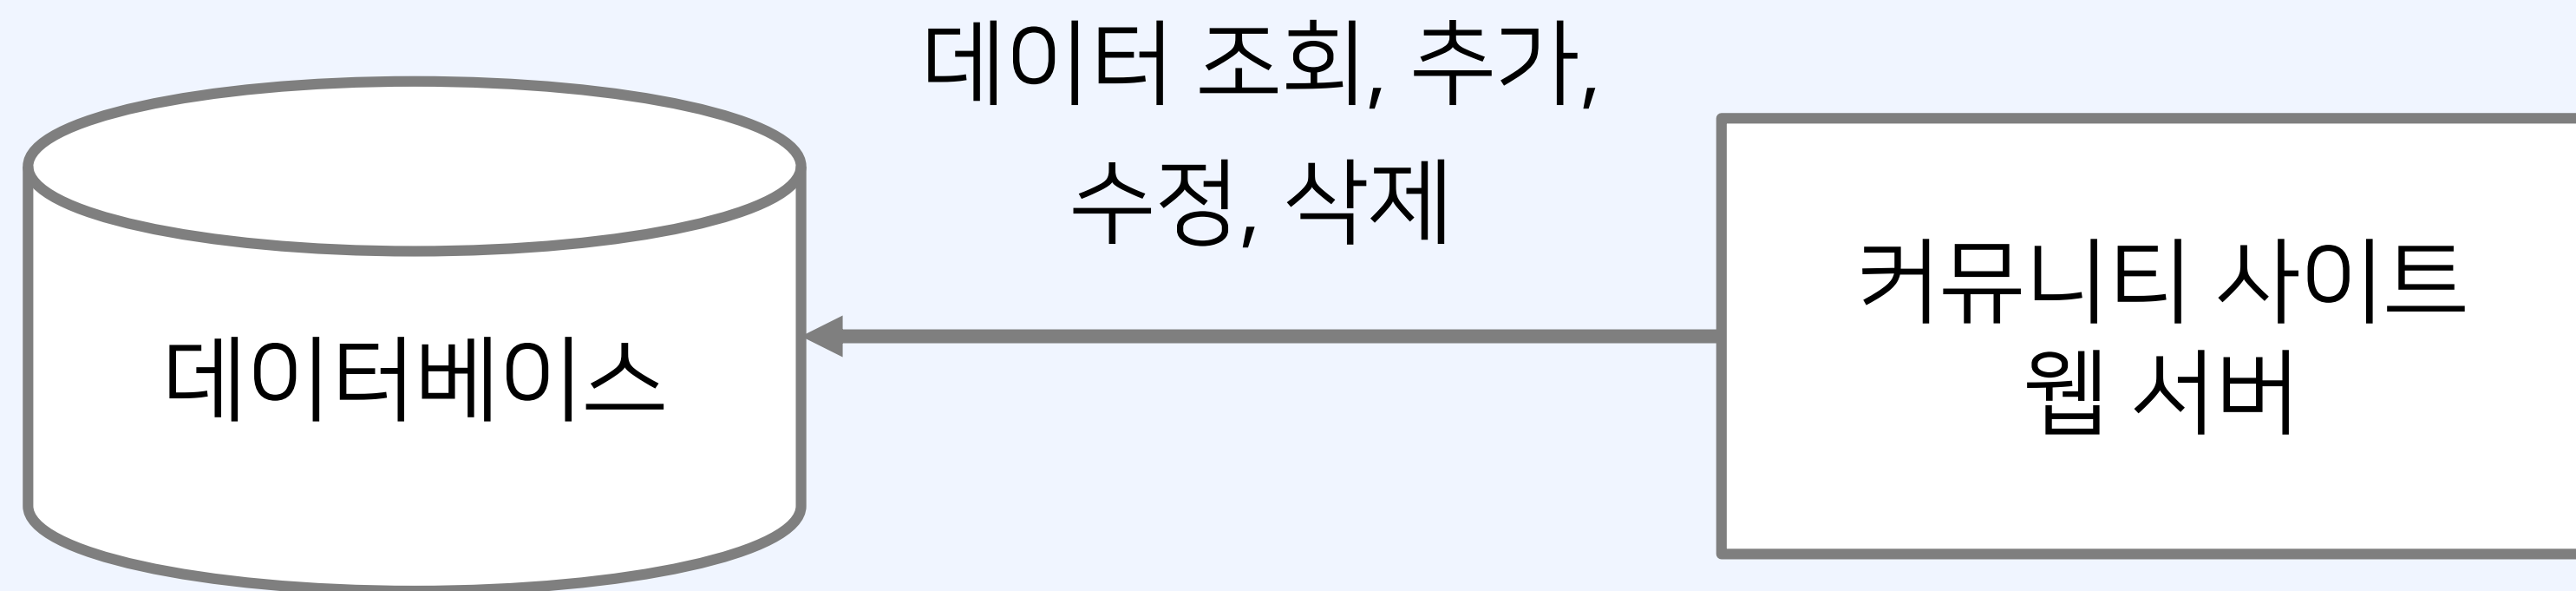 데이터 조회, 추가,
수정, 삭제
데이터베이스
커뮤니티 사이트
웹 서버